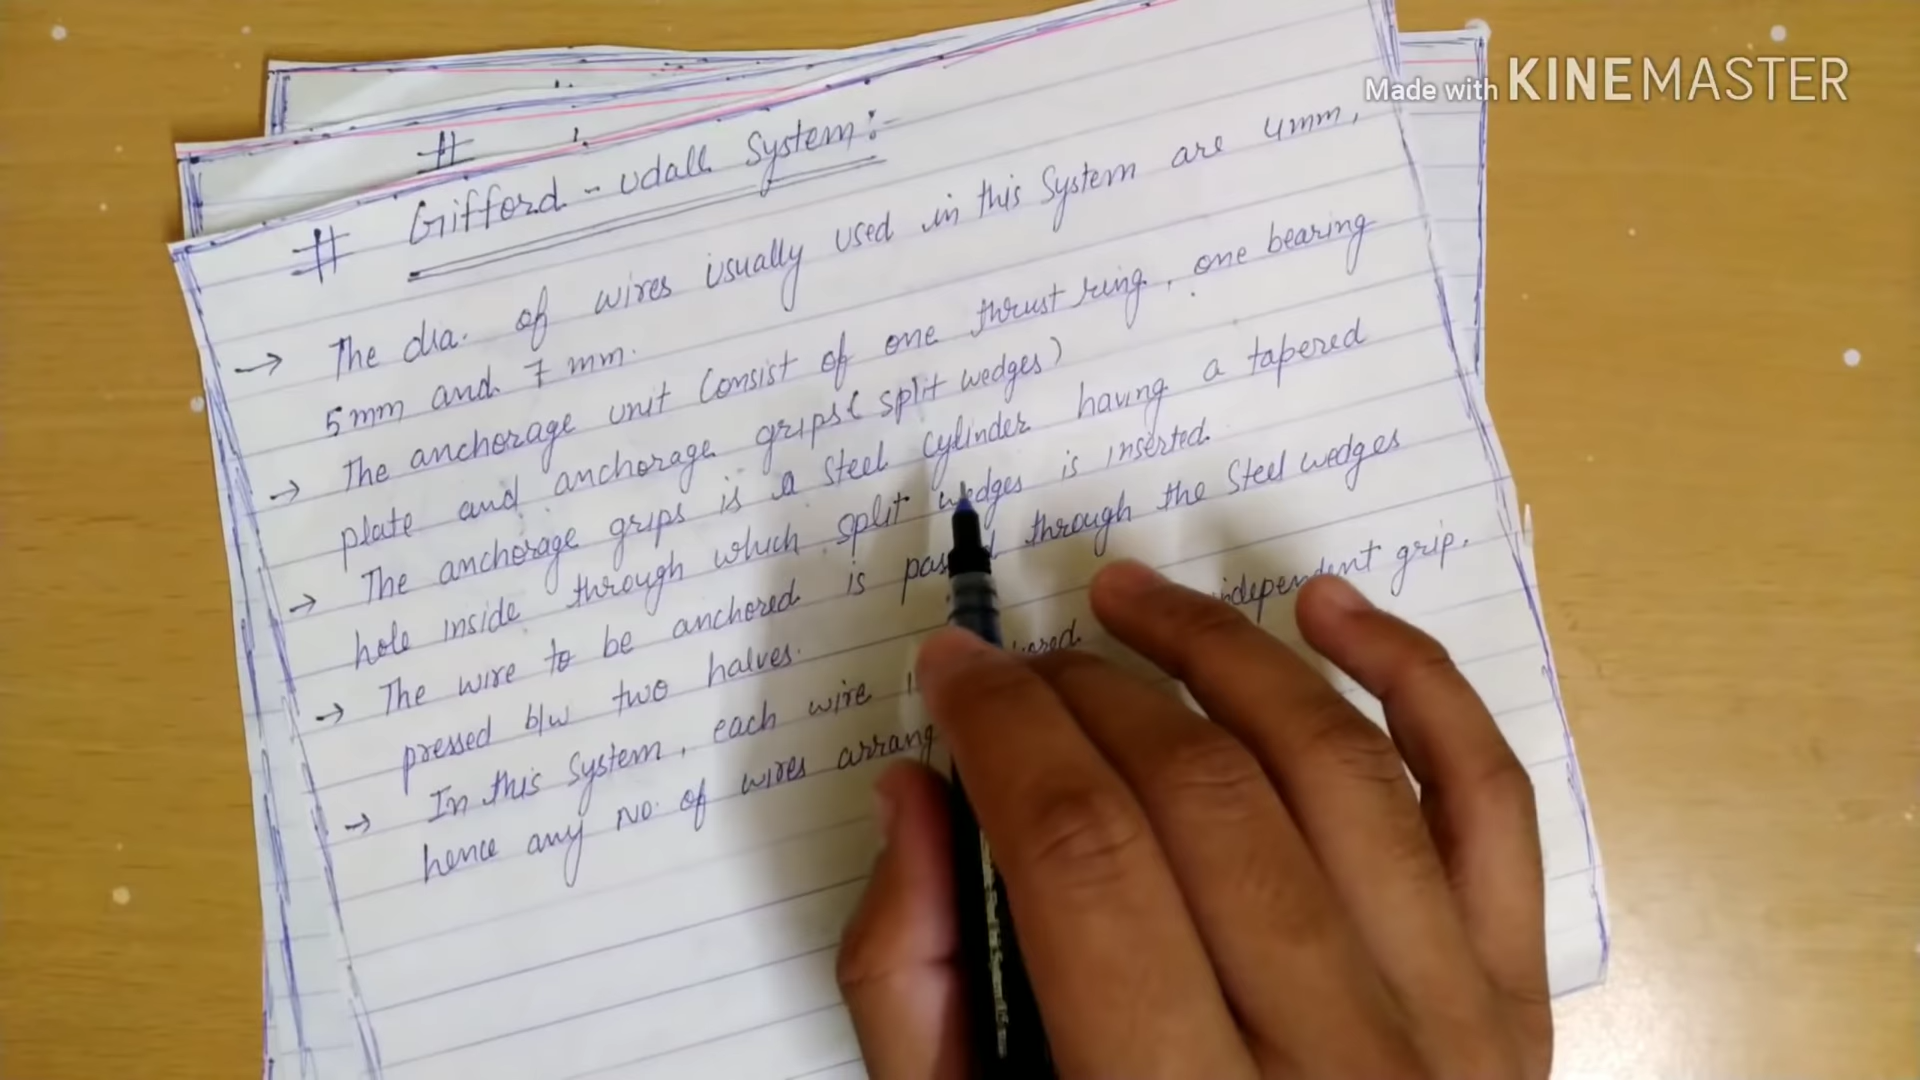 Made with KINEMASTER
#
# Gifford - Udall System :-
→ The dia. of wires usually used in this System are 4mm,
5mm and 7 mm.
→ The anchorage unit consist of one thrust ring, one bearing
plate and anchorage grips ( split wedges)
→ The anchorage grips is a steel cylinder having a tapered
hole inside through which split wedges is inserted.
→ The wire to be anchored is through the steel wedges
pressed b/w two halves.
→ In this System, each wire independent grip.
hence any No. of wires